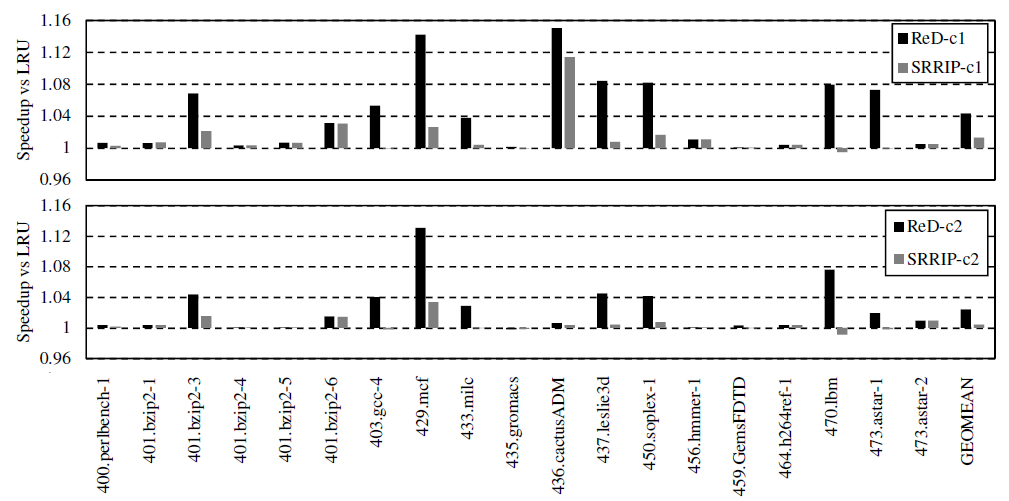 Speedup vs LRU
1.16
1.12
1.08
1.04
1
0.96
ReD-c1
SRRIP-c1
Speedup vs LRU
1.16
1.12
1.08
1.04
1
0.96
ReD-c2
SRRIP-c2
400.perlbench-1
401.bzip2-1
401.bzip2-3
401.bzip2-4
401.bzip2-5
401.bzip2-6
403.gcc-4
429.mcf
433.milc
435.gromacs
436.cactusADM
437.leslie3d
450.soplex-1
456.hmmer-1
459.GemsFDTD
464.h264ref-1
470.lbm
473.astar-1
473.astar-2
GEOMEAN